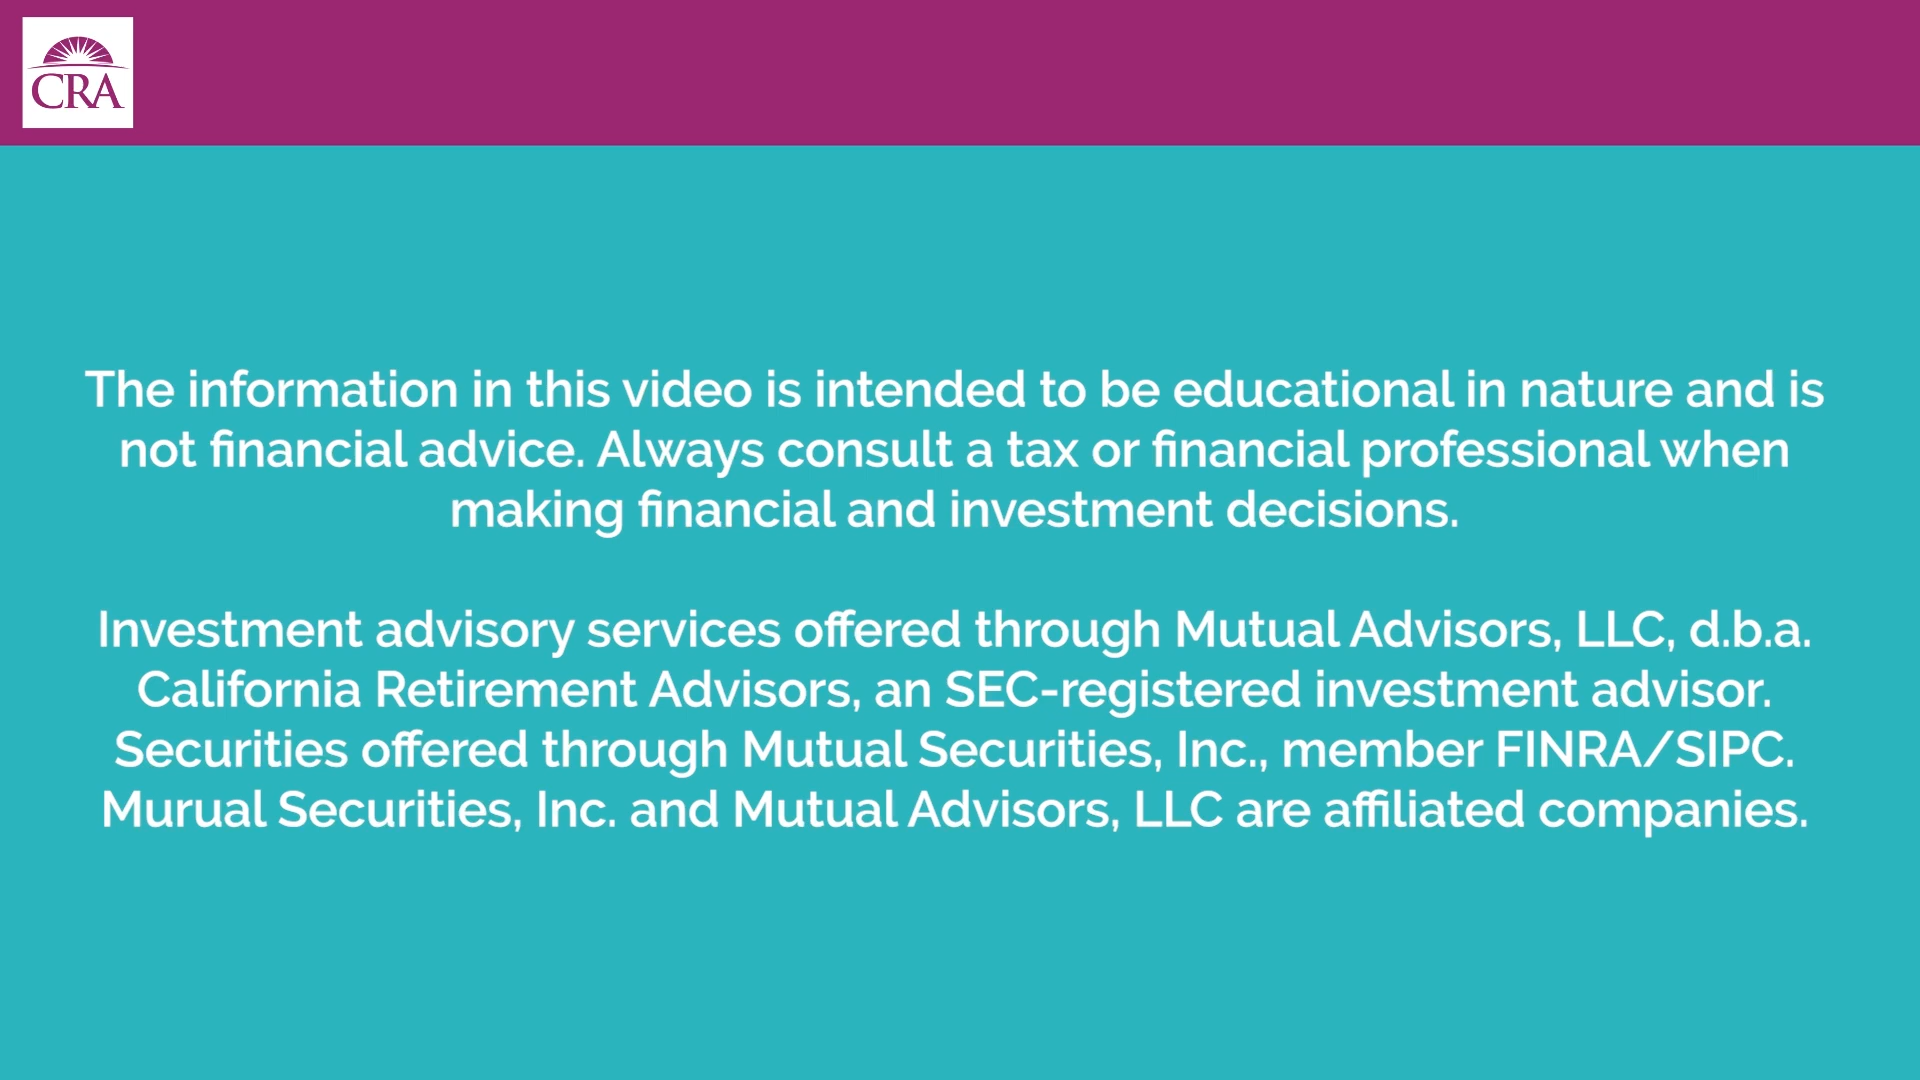 CRA
The information in this video is intended to be educational in nature and is
not financial advice. Always consult a tax or financial professional when
making financial and investment decisions.
Investment advisory services offered through Mutual Advisors, LLC, d.b.a.
California Retirement Advisors, an SEC-registered investment advisor.
Securities offered through Mutual Securities, Inc., member FINRA/SIPC.
Murual Securities, Inc. and Mutual Advisors, LLC are affiliated companies.